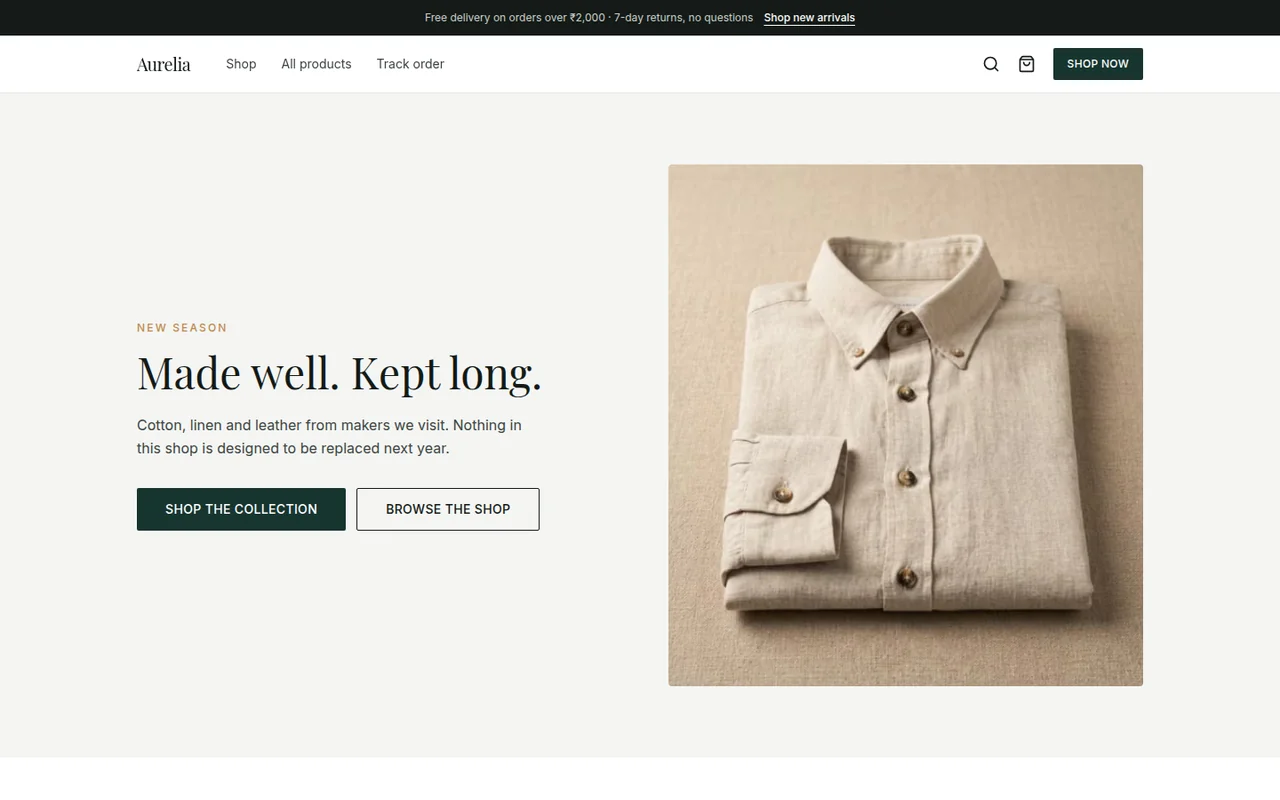 Free delivery on orders over ₹2,000 · 7-day returns, no questions Shop new arrivals
Aurelia Shop All products Track order SHOP NOW
NEW SEASON
Made well. Kept long.
Cotton, linen and leather from makers we visit. Nothing in
this shop is designed to be replaced next year.
SHOP THE COLLECTION BROWSE THE SHOP